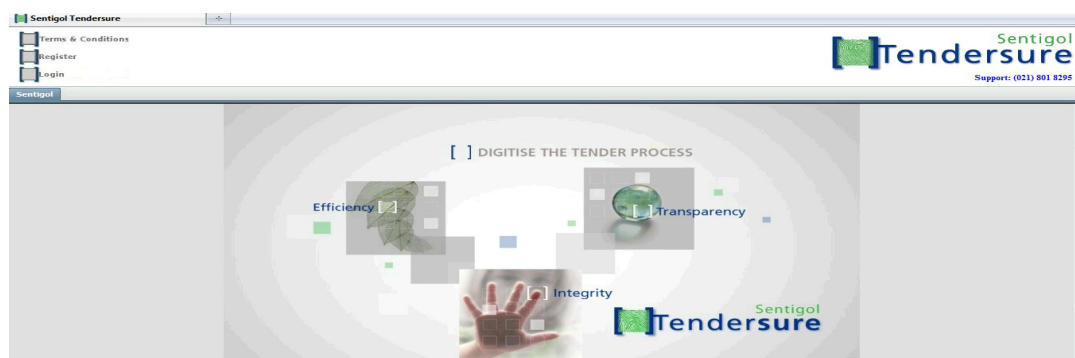 Sentigol Tendersure
Terms & Conditions
Register
Login
Sentigol
Tendersure
Support: (021) 801 8295
Sentigol
[ ] DIGITISE THE TENDER PROCESS
Efficiency
Transparency
Integrity
Sentigol
Tendersure